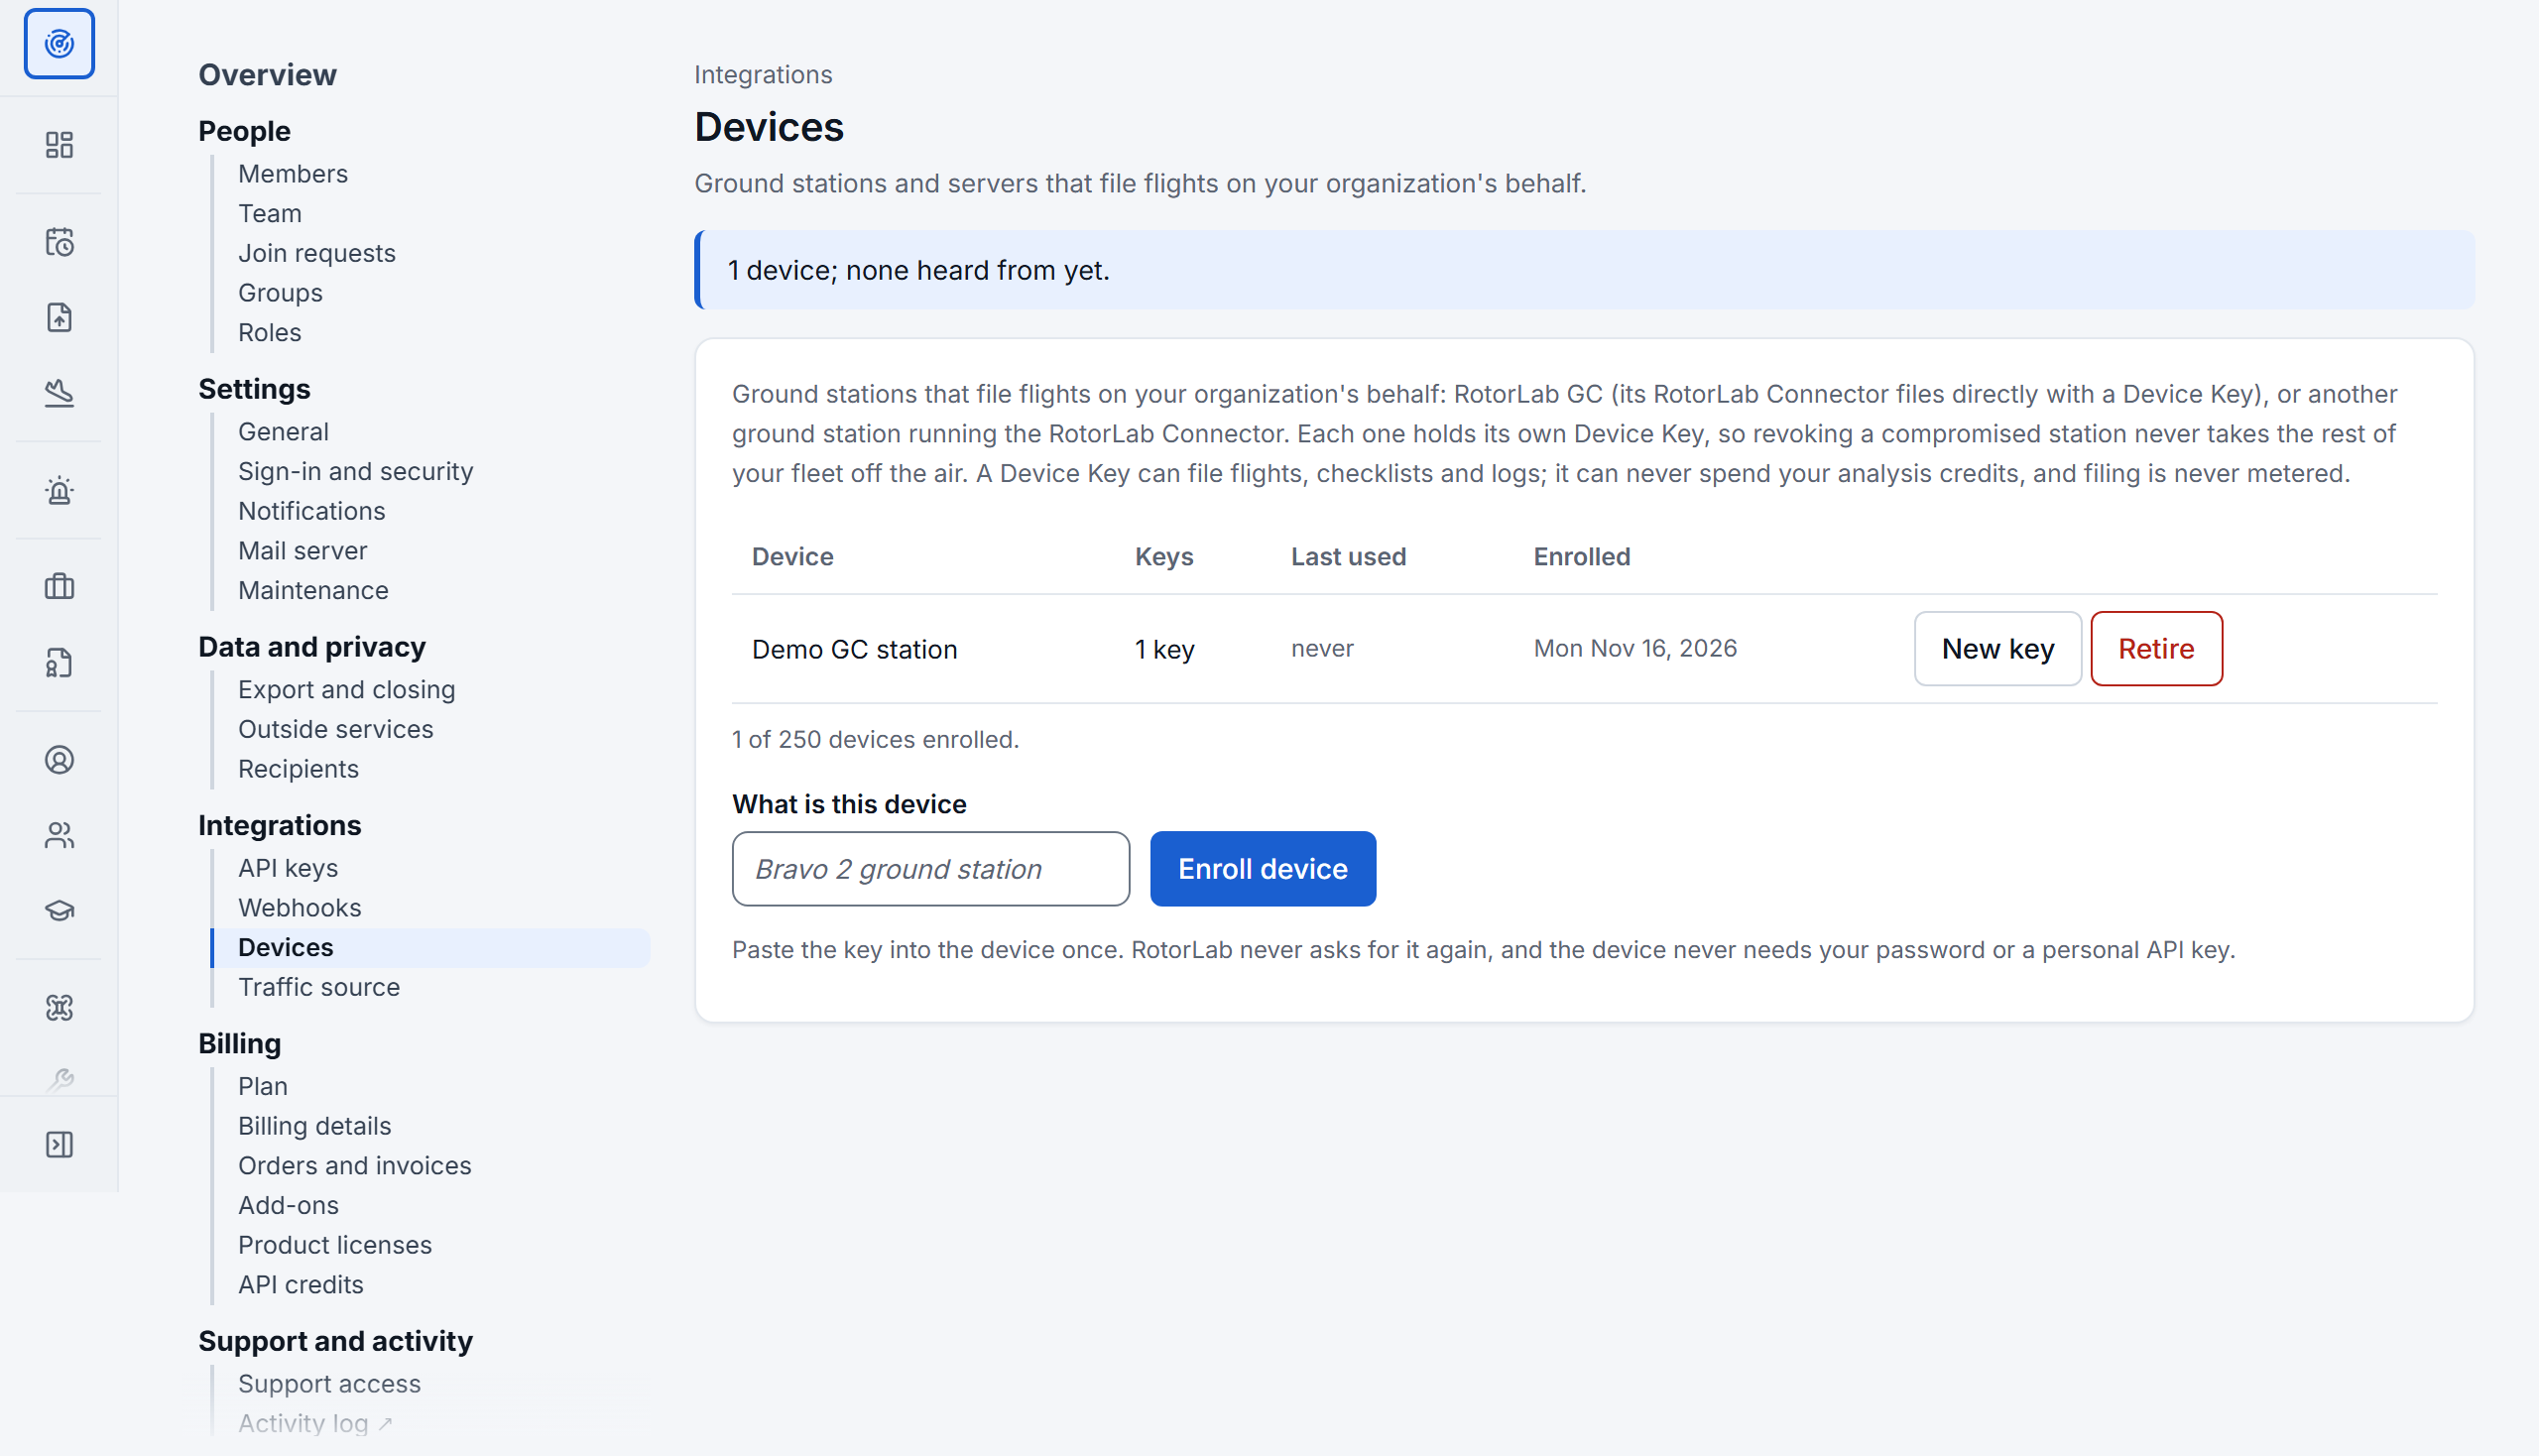 Overview
People
Members
Team
Join requests
Groups
Roles
Settings
General
Sign-in and security
Notifications
Mail server
Maintenance
Data and privacy
Export and closing
Outside services
Recipients
Integrations
API keys
Webhooks
Devices
Traffic source
Billing
Plan
Billing details
Orders and invoices
Add-ons
Product licenses
API credits
Support and activity
Support access
Activity log ↗
Integrations
Devices
Ground stations and servers that file flights on your organization's behalf.
1 device; none heard from yet.
Ground stations that file flights on your organization's behalf: RotorLab GC (its RotorLab Connector files directly with a Device Key), or another
ground station running the RotorLab Connector. Each one holds its own Device Key, so revoking a compromised station never takes the rest of
your fleet off the air. A Device Key can file flights, checklists and logs; it can never spend your analysis credits, and filing is never metered.
Device Keys Last used Enrolled
Demo GC station 1 key never Mon Nov 16, 2026 New key Retire
1 of 250 devices enrolled.
What is this device
Bravo 2 ground station Enroll device
Paste the key into the device once. RotorLab never asks for it again, and the device never needs your password or a personal API key.